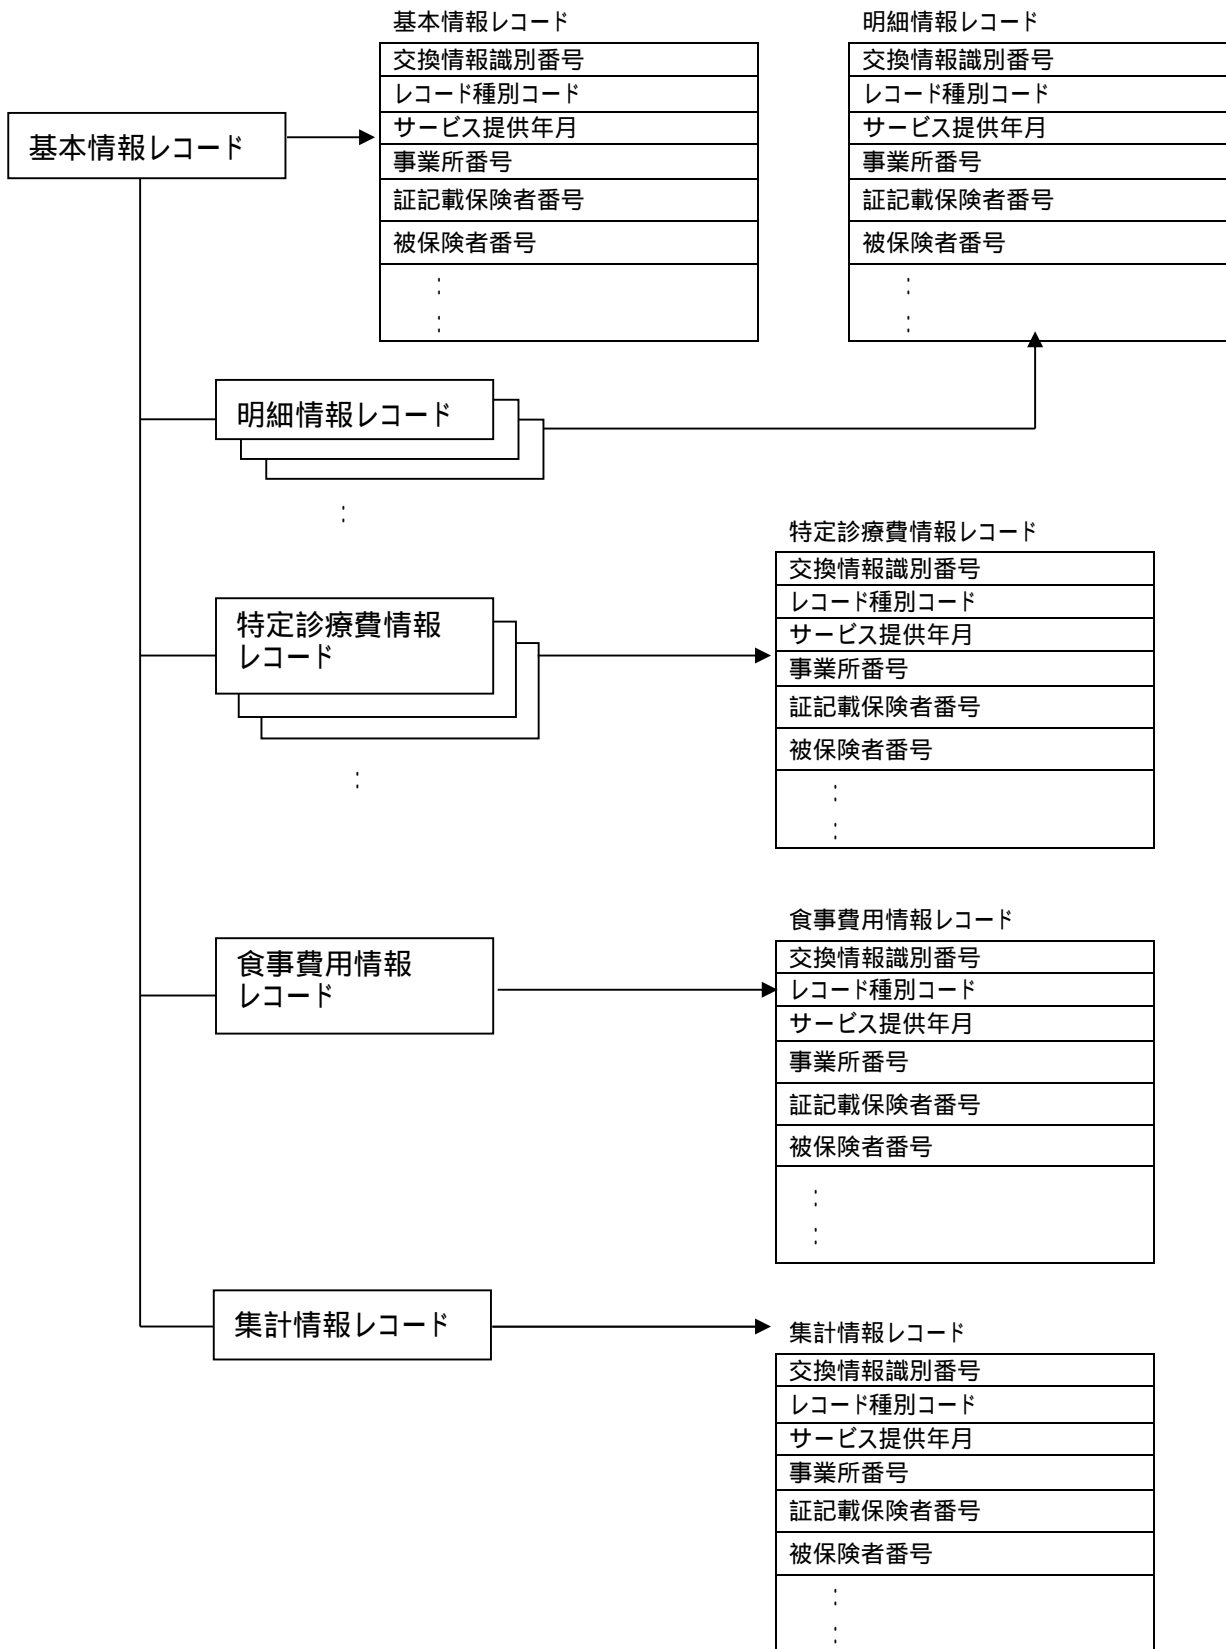 基本情報レコード
交換情報識別番号
レコード種別コード
サービス提供年月
事業所番号
証記載保険者番号
被保険者番号
:
:
明細情報レコード
交換情報識別番号
レコード種別コード
サービス提供年月
事業所番号
証記載保険者番号
被保険者番号
:
:
基本情報レコード
明細情報レコード
:
特定診療費情報
レコード
:
特定診療費情報レコード
交換情報識別番号
レコード種別コード
サービス提供年月
事業所番号
証記載保険者番号
被保険者番号
:
:
食事費用情報
レコード
食事費用情報レコード
交換情報識別番号
レコード種別コード
サービス提供年月
事業所番号
証記載保険者番号
被保険者番号
:
:
集計情報レコード
集計情報レコード
交換情報識別番号
レコード種別コード
サービス提供年月
事業所番号
証記載保険者番号
被保険者番号
:
: